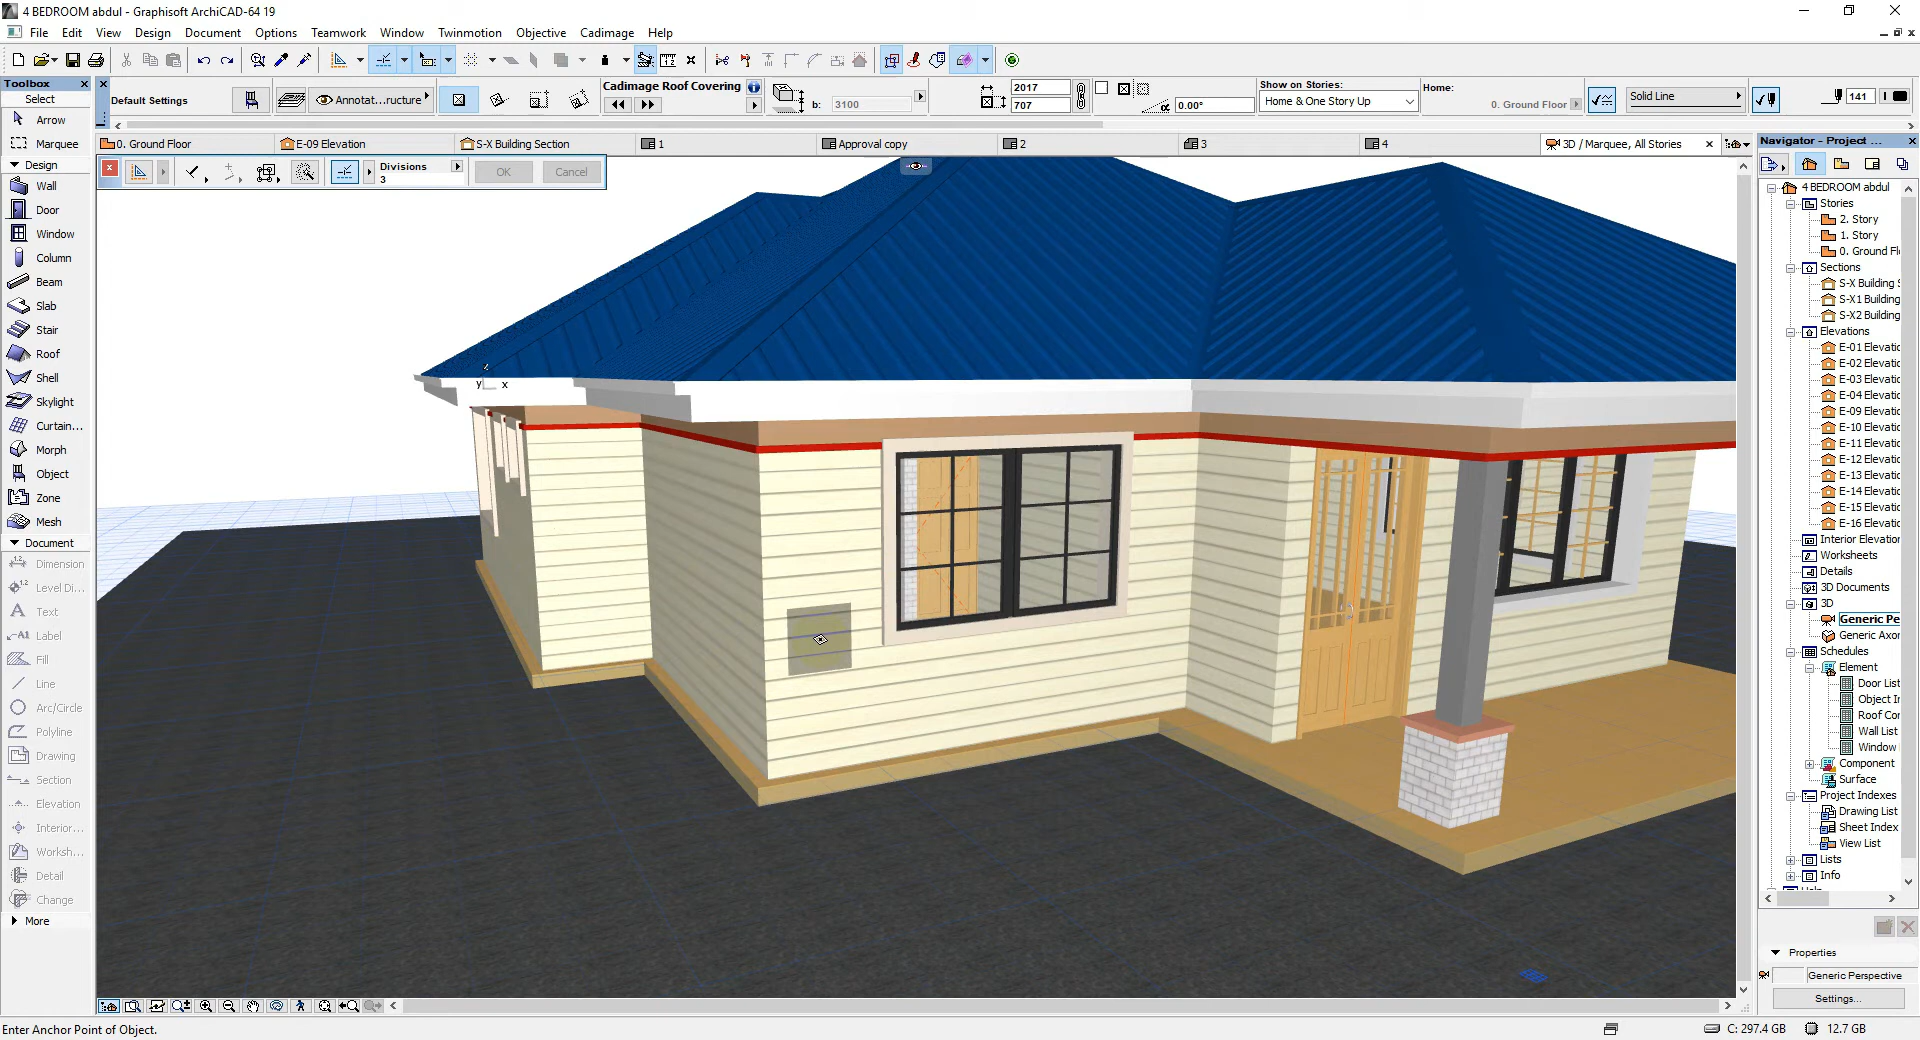 4 BEDROOM abdul - Graphisoft ArchiCAD-64 19
File Edit View Design Document Options Teamwork Window Twinmotion Objective Cadimage Help
Toolbox
Select
Arrow
Marquee
Design
Wall
Door
Window
Column
Beam
Slab
Stair
Roof
Shell
Skylight
Curtain...
Morph
Object
Zone
Mesh
Document
Dimension
Level Di...
Text
Label
Fill
Line
Arc/Circle
Polyline
Drawing
Section
Elevation
Interior...
Worksh...
Detail
Change
More
Default Settings
Annotat...ructure
Cadimage Roof Covering
b: 3100
2017
707
0.00°
Show on Stories:
Home & One Story Up
Home:
0. Ground Floor
Solid Line
141
0. Ground Floor
E-09 Elevation
S-X Building Section
1
Approval copy
2
3
4
3D / Marquee, All Stories
Divisions
3
OK
Cancel
y x
Navigator - Project ...
4 BEDROOM abdul
Stories
2. Story
1. Story
0. Ground Fl
Sections
S-X Building S
S-X1 Building
S-X2 Building
Elevations
E-01 Elevatio
E-02 Elevatio
E-03 Elevatio
E-04 Elevatio
E-09 Elevatio
E-10 Elevatio
E-11 Elevatio
E-12 Elevatio
E-13 Elevatio
E-14 Elevatio
E-15 Elevatio
E-16 Elevatio
Interior Elevation
Worksheets
Details
3D Documents
3D
Generic Pe
Generic Axon
Schedules
Element
Door List
Object In
Roof Cor
Wall List
Window
Component
Surface
Project Indexes
Drawing List
Sheet Index
View List
Lists
Info
Properties
Generic Perspective
Settings...
Enter Anchor Point of Object.
C: 297.4 GB
12.7 GB